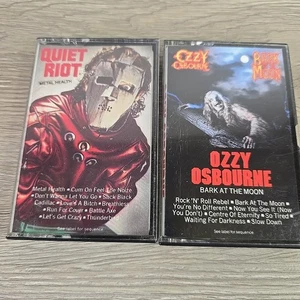 QUIET
RIOT
METAL HEALTH
Metal Health • Cum On Feel The Noize
• Don't Wanna Let You Go • Slick Black
Cadillac • Love's A Bitch • Breathless
• Run For Cover • Battle Axe
• Let's Get Crazy • Thunderbird
See label for sequence.
OZZY
OSBOURNE
BARK AT
THE
MOON
OZZY
OSBOURNE
BARK AT THE MOON
Rock 'N' Roll Rebel • Bark At The Moon •
You're No Different • Now You See It (Now
You Don't) • Centre Of Eternity • So Tired •
Waiting For Darkness • Slow Down
See label for sequence